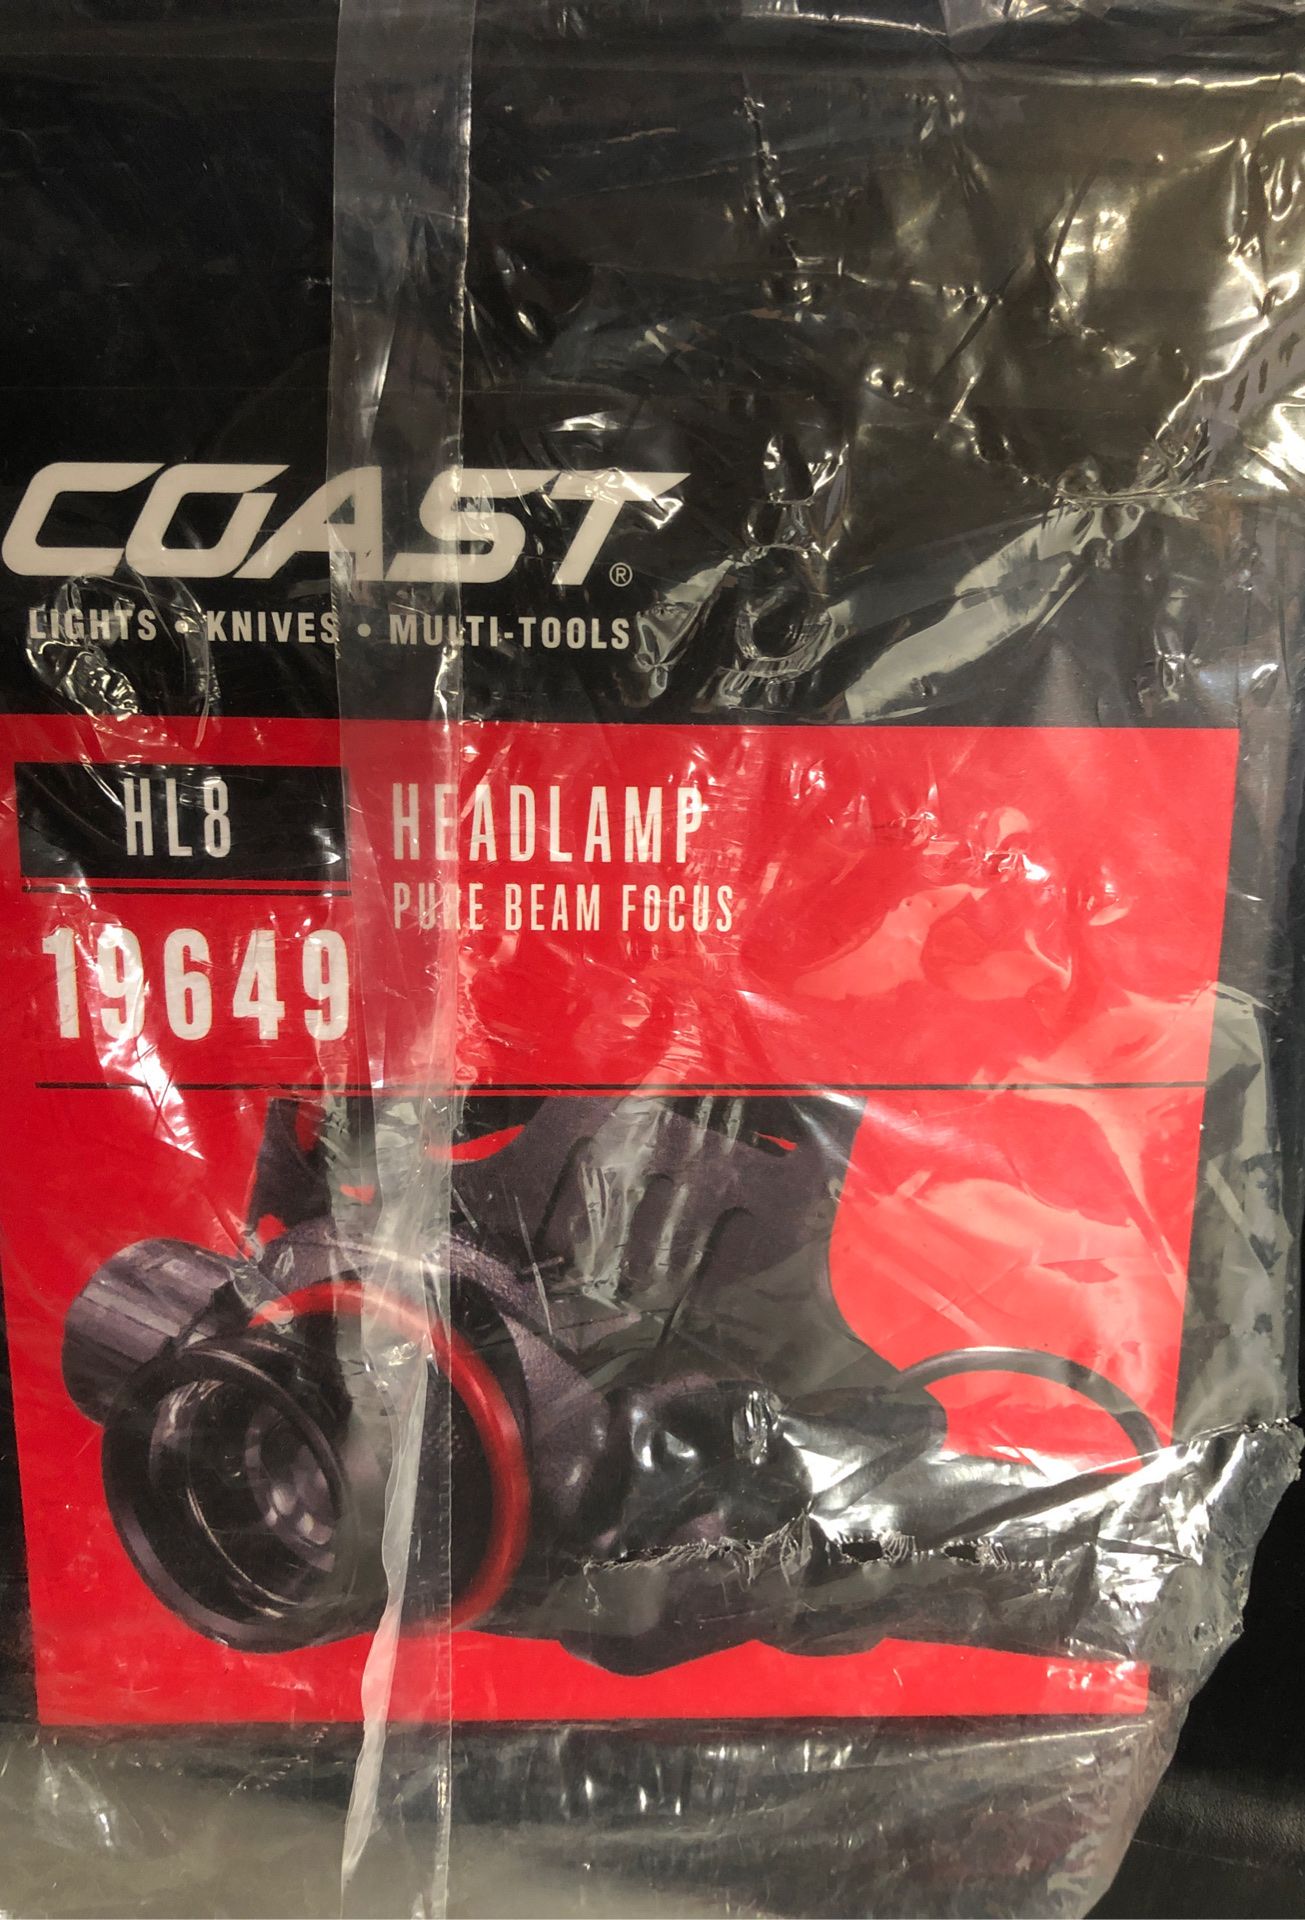 COAST®
LIGHTS • KNIVES • MULTI-TOOLS
HL8
HEADLAMP
PURE BEAM FOCUS
19649